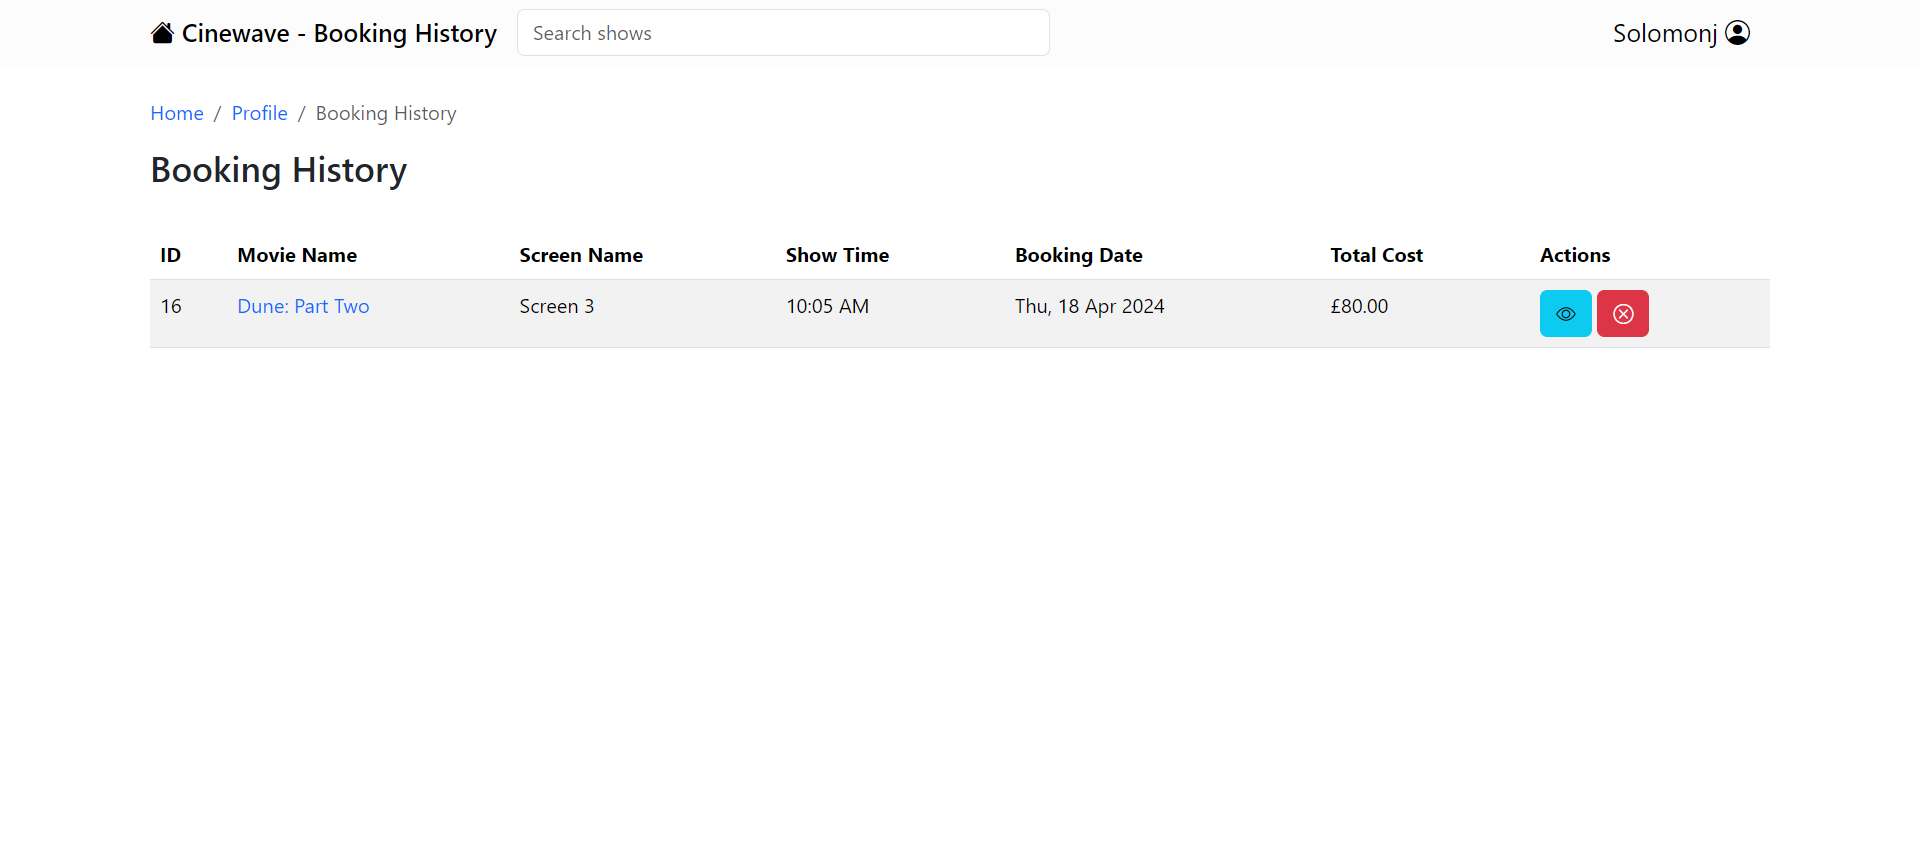 Cinewave - Booking History Search shows Solomonj
Home / Profile / Booking History
Booking History
ID Movie Name Screen Name Show Time Booking Date Total Cost Actions
16 Dune: Part Two Screen 3 10:05 AM Thu, 18 Apr 2024 £80.00